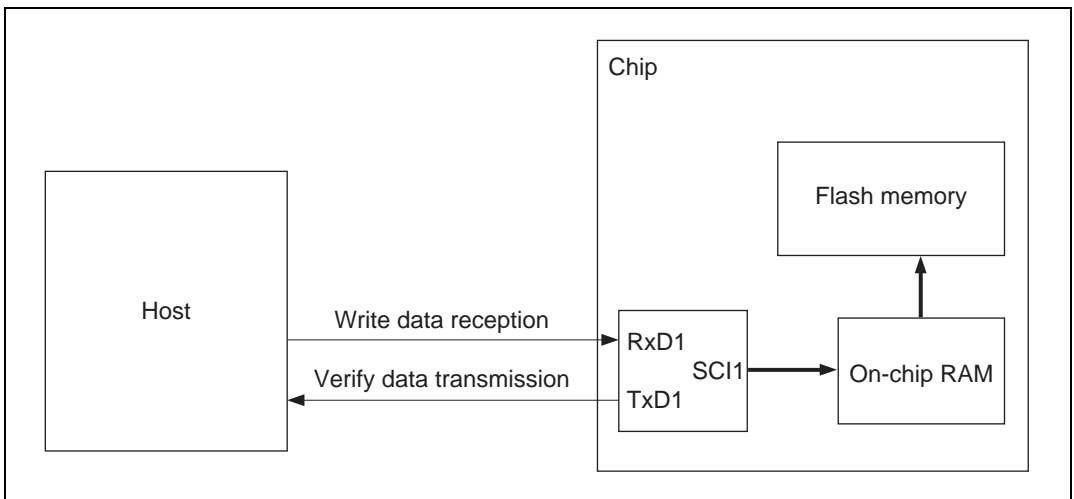 Chip
Flash memory
Host
Write data reception
RxD1
SCI1
On-chip RAM
Verify data transmission
TxD1